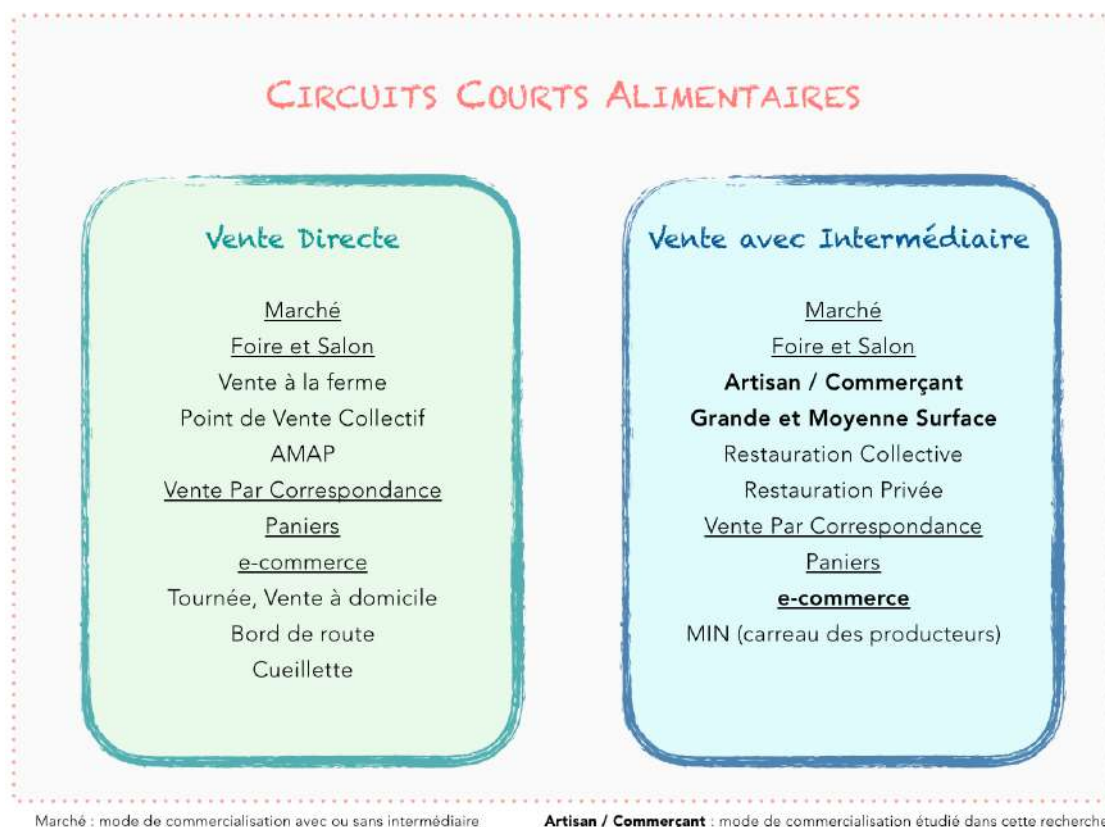 CIRCUITS COURTS ALIMENTAIRES
Vente Directe
Marché
Foire et Salon
Vente à la ferme
Point de Vente Collectif
AMAP
Vente Par Correspondance
Paniers
e-commerce
Tournée, Vente à domicile
Bord de route
Cueillette
Vente avec Intermédiaire
Marché
Foire et Salon
Artisan / Commerçant
Grande et Moyenne Surface
Restauration Collective
Restauration Privée
Vente Par Correspondance
Paniers
e-commerce
MIN (carreau des producteurs)
Marché : mode de commercialisation avec ou sans intermédiaire
Artisan / Commerçant : mode de commercialisation étudié dans cette recherche